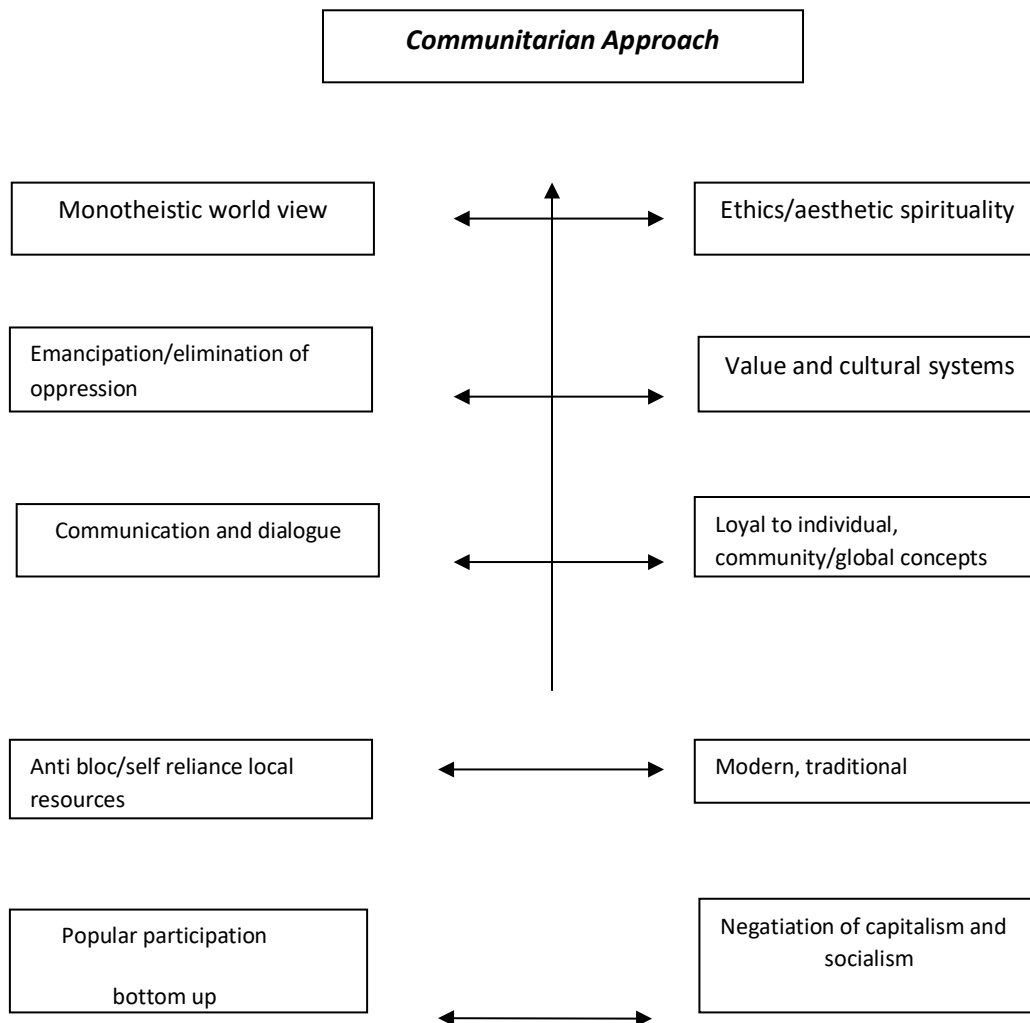 Communitarian Approach
Monotheistic world view
Ethics/aesthetic spirituality
Emancipation/elimination of
oppression
Value and cultural systems
Communication and dialogue
Loyal to individual,
community/global concepts
Anti bloc/self reliance local
resources
Modern, traditional
Popular participation
bottom up
Negatiation of capitalism and
socialism